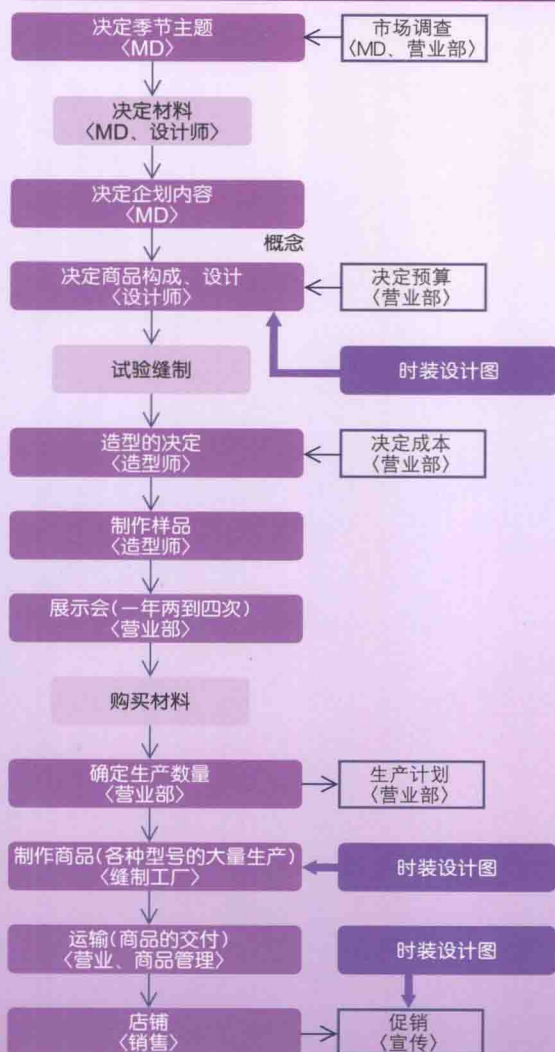 决定季节主题
〈MD〉
市场调查
〈MD、营业部〉
决定材料
〈MD、设计师〉
决定企划内容
〈MD〉
概念
决定商品构成、设计
〈设计师〉
决定预算
〈营业部〉
试验缝制
时装设计图
造型的决定
〈造型师〉
决定成本
〈营业部〉
制作样品
〈造型师〉
展示会(一年两到四次)
〈营业部〉
购买材料
确定生产数量
〈营业部〉
生产计划
〈营业部〉
制作商品(各种型号的大量生产)
〈缝制工厂〉
时装设计图
运输(商品的交付)
〈营业、商品管理〉
时装设计图
店铺
〈销售〉
促销
〈宣传〉